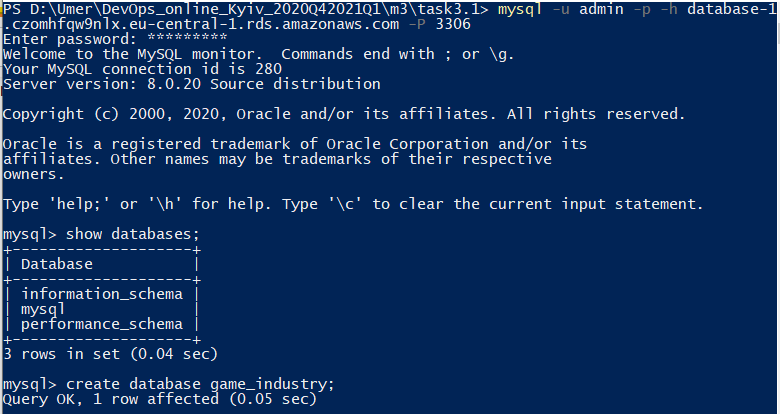 PS D:\Umer\DevOps_online_Kyiv_2020Q42021Q1\m3\task3.1> mysql -u admin -p -h database-1
.czomhfqw9nlx.eu-central-1.rds.amazonaws.com -P 3306
Enter password: *********
Welcome to the MySQL monitor.  Commands end with ; or \g.
Your MySQL connection id is 280
Server version: 8.0.20 Source distribution

Copyright (c) 2000, 2020, Oracle and/or its affiliates. All rights reserved.

Oracle is a registered trademark of Oracle Corporation and/or its
affiliates. Other names may be trademarks of their respective
owners.

Type 'help;' or '\h' for help. Type '\c' to clear the current input statement.

mysql> show databases;
+--------------------+
| Database           |
+--------------------+
| information_schema |
| mysql              |
| performance_schema |
+--------------------+
3 rows in set (0.04 sec)

mysql> create database game_industry;
Query OK, 1 row affected (0.05 sec)